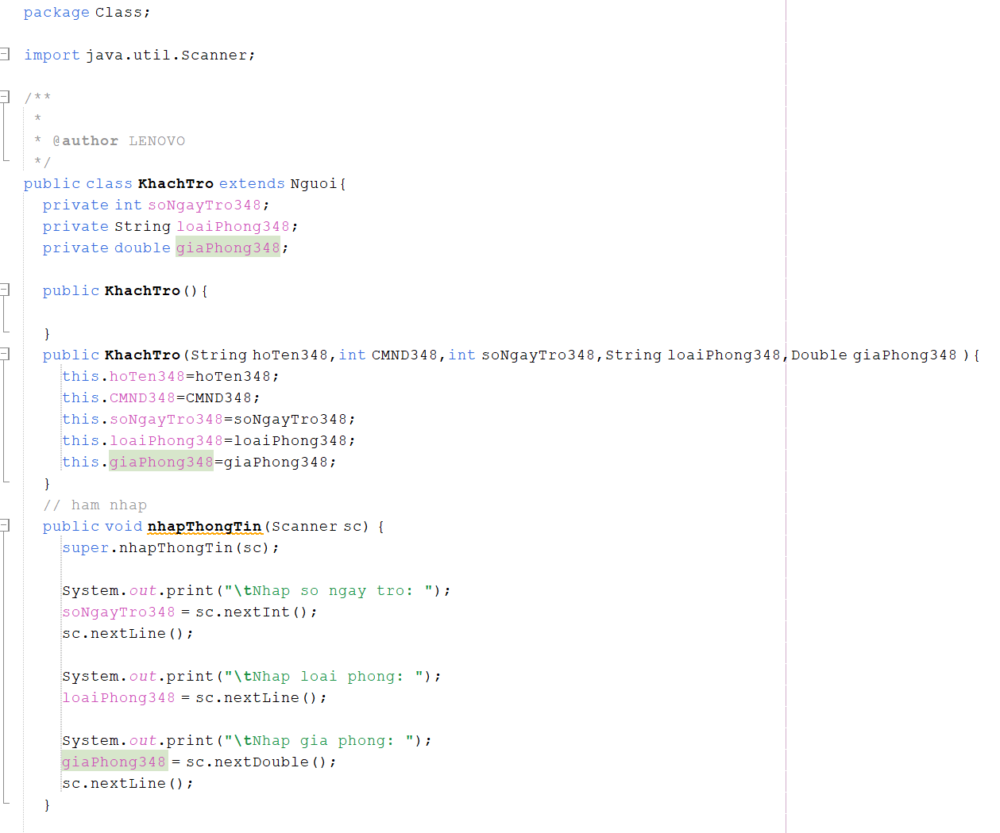 package Class;
import java.util.Scanner;
/**
 *
 * @author LENOVO
 */
public class KhachTro extends Nguoi{
  private int soNgayTro348;
  private String loaiPhong348;
  private double giaPhong348;
  public KhachTro(){
  }
  public KhachTro(String hoTen348,int CMND348,int soNgayTro348,String loaiPhong348,Double giaPhong348 ){
    this.hoTen348=hoTen348;
    this.CMND348=CMND348;
    this.soNgayTro348=soNgayTro348;
    this.loaiPhong348=loaiPhong348;
    this.giaPhong348=giaPhong348;
  }
  // ham nhap
  public void nhapThongTin(Scanner sc) {
    super.nhapThongTin(sc);
    System.out.print("\tNhap so ngay tro: ");
    soNgayTro348 = sc.nextInt();
    sc.nextLine();
    System.out.print("\tNhap loai phong: ");
    loaiPhong348 = sc.nextLine();
    System.out.print("\tNhap gia phong: ");
    giaPhong348 = sc.nextDouble();
    sc.nextLine();
  }